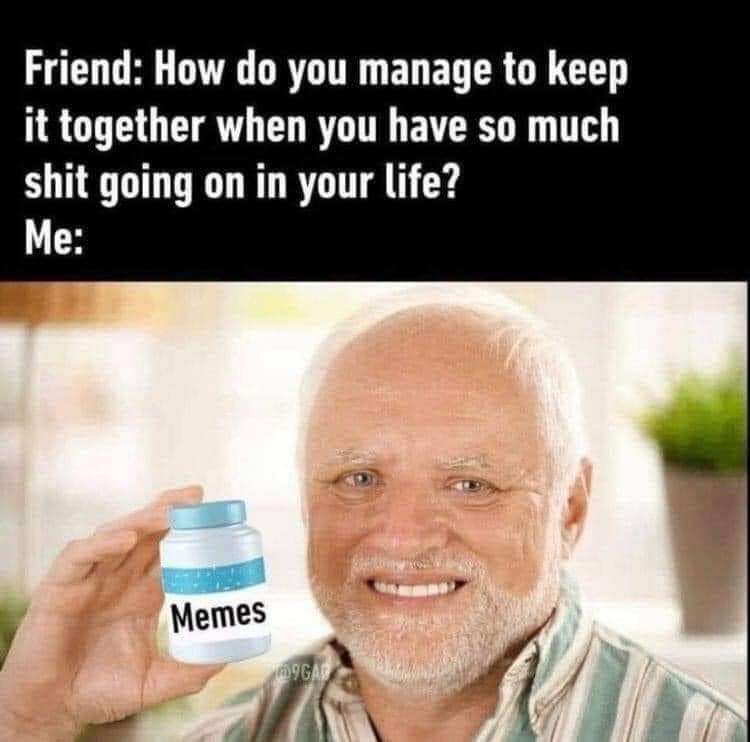 Friend: How do you manage to keep
it together when you have so much
shit going on in your life?
Me:
Memes
@9GAG